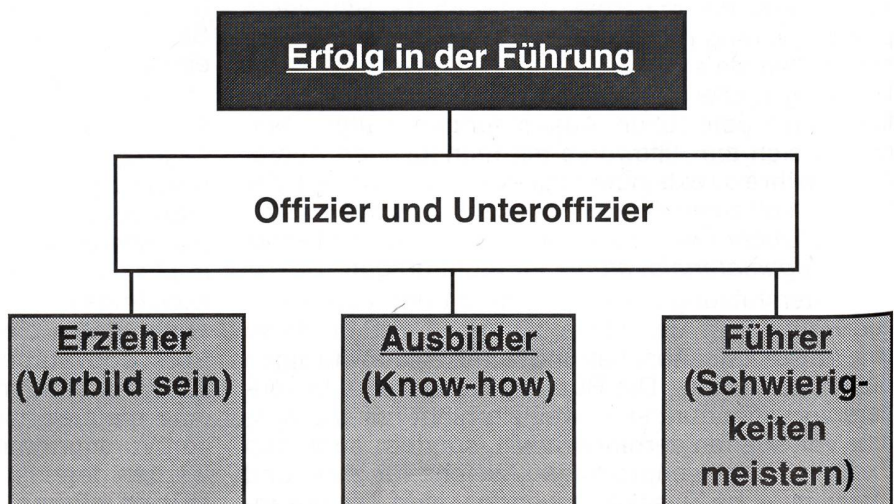 Erfolg in der Führung
Offizier und Unteroffizier
Erzieher
(Vorbild sein)
Ausbilder
(Know-how)
Führer
(Schwierig-
keiten
meistern)